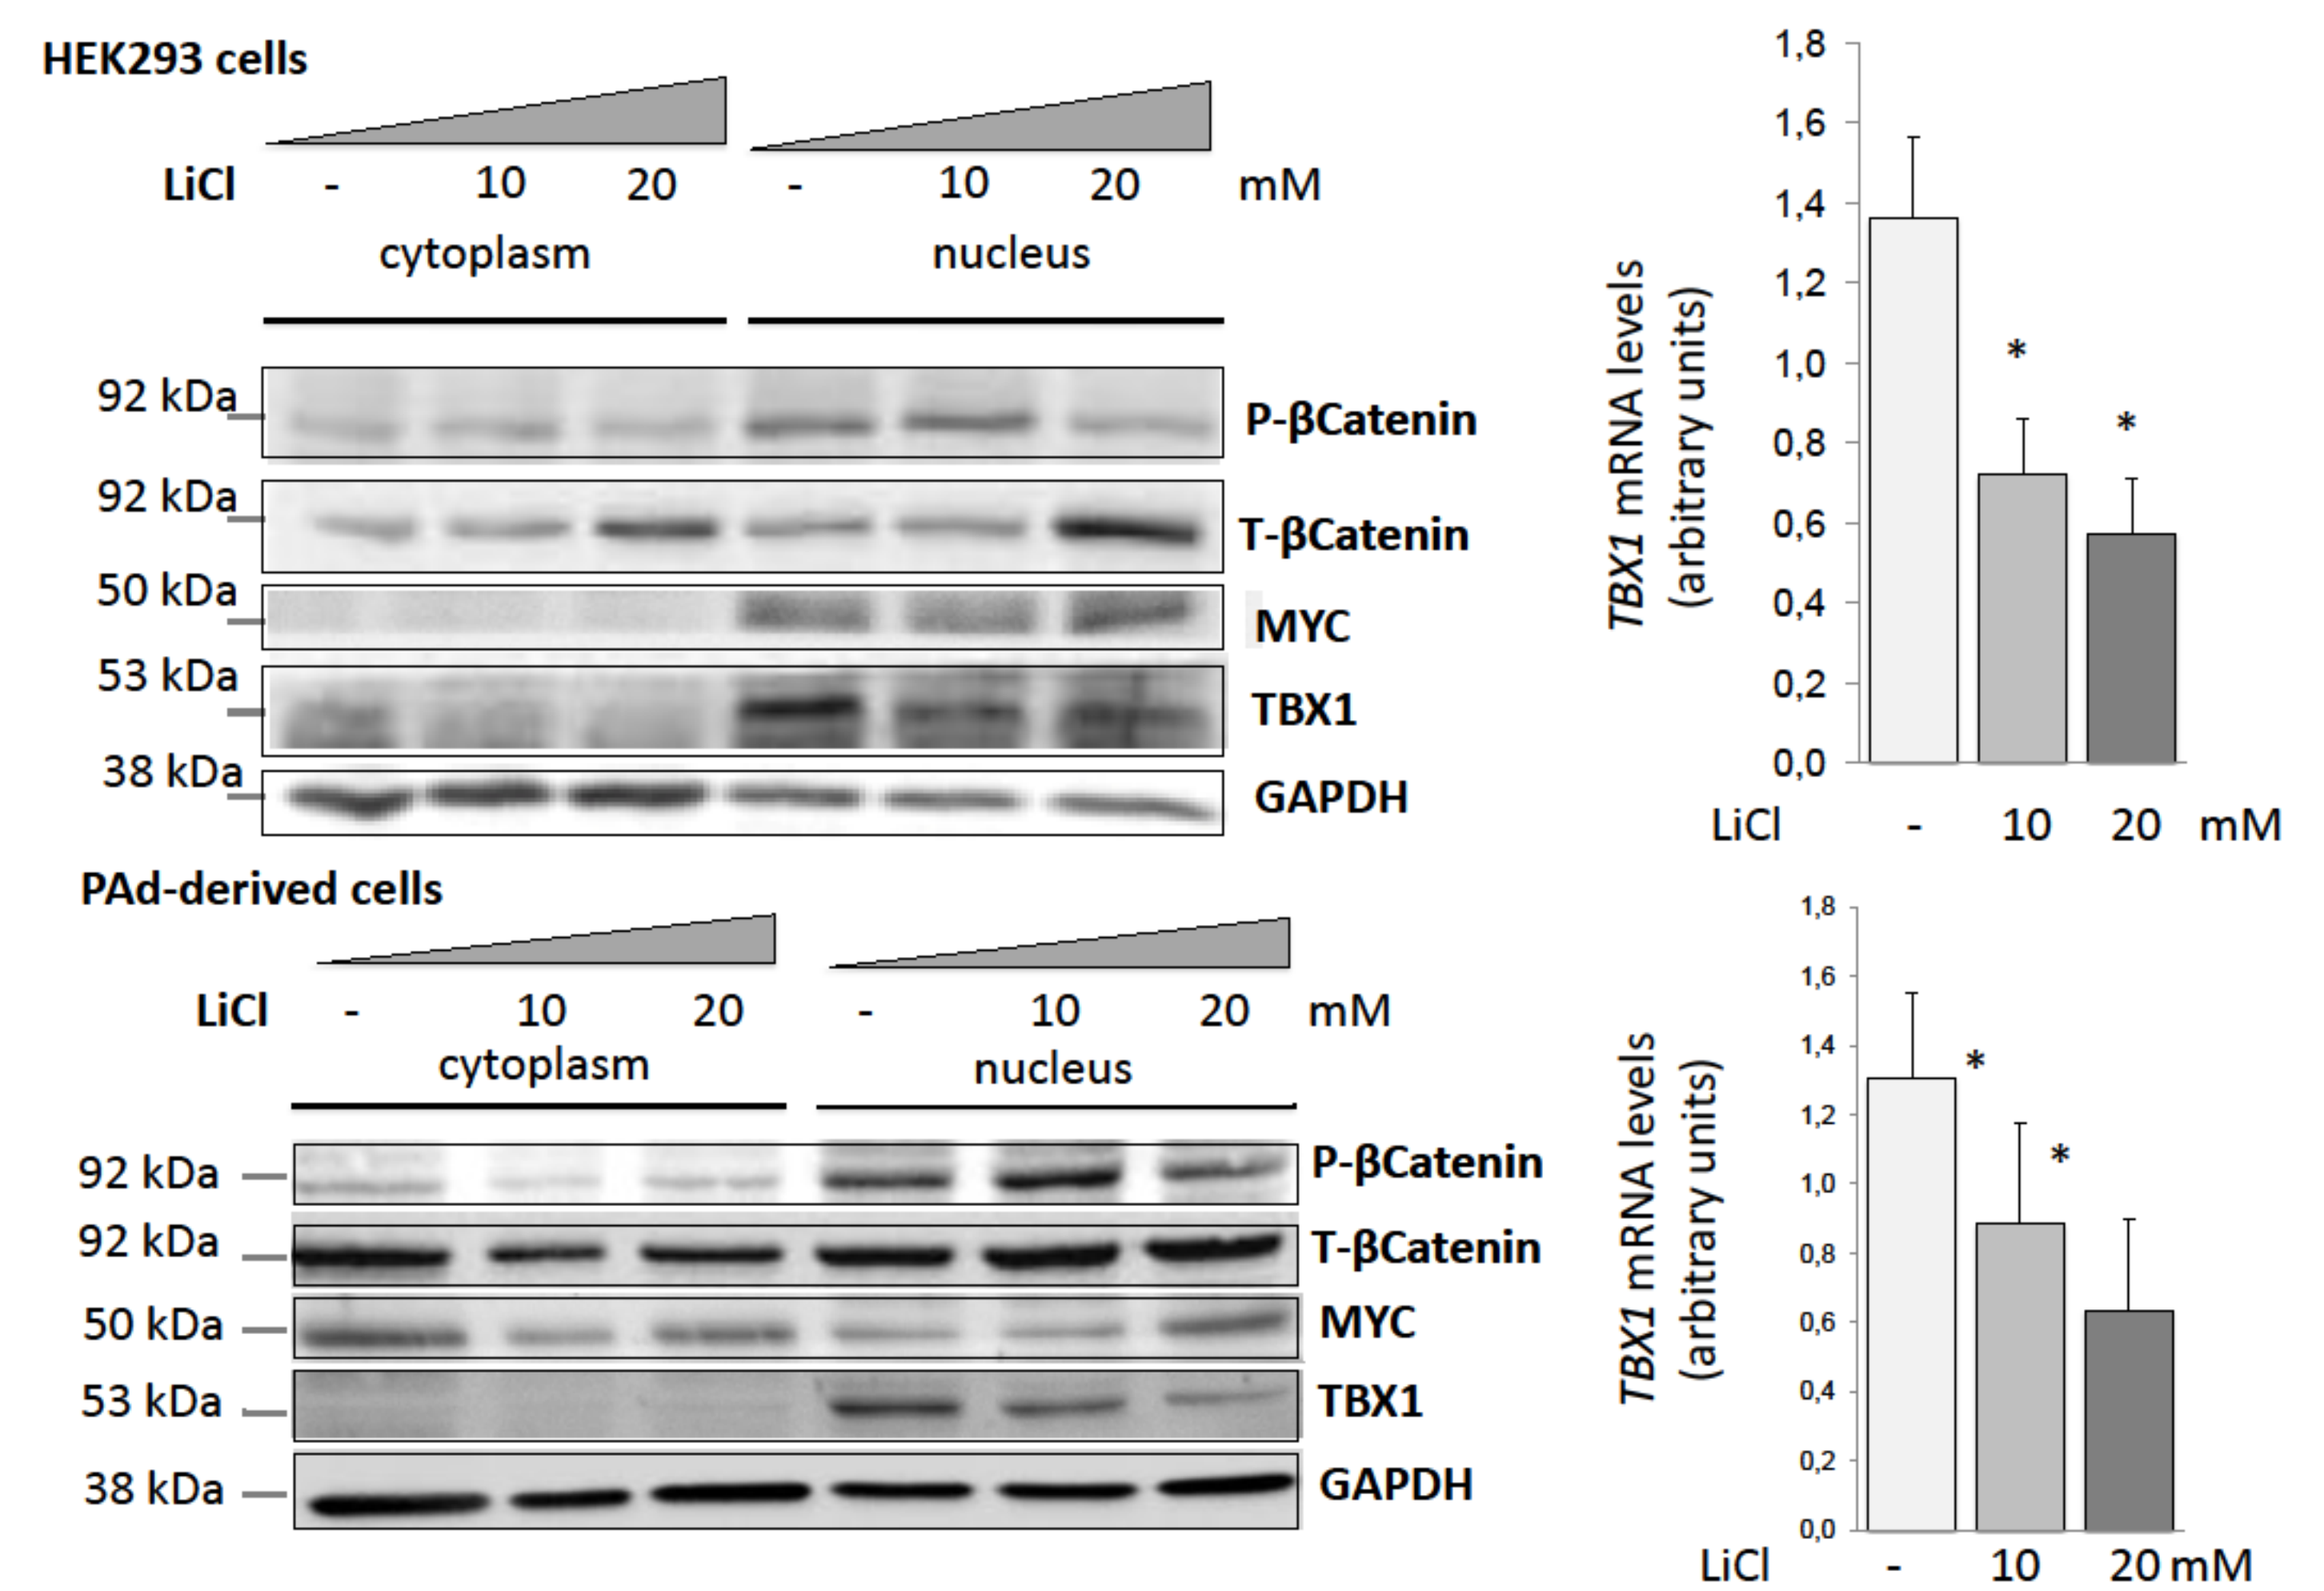 HEK293 cells
LiCl - 10 20 - 10 20 mM
cytoplasm nucleus
92 kDa P-βCatenin
92 kDa T-βCatenin
50 kDa MYC
53 kDa TBX1
38 kDa GAPDH
TBX1 mRNA levels
(arbitrary units)
1,8
1,6
1,4
1,2
1,0
0,8
0,6
0,4
0,2
0,0
*
*
LiCl - 10 20 mM
PAd-derived cells
LiCl - 10 20 - 10 20 mM
cytoplasm nucleus
92 kDa P-βCatenin
92 kDa T-βCatenin
50 kDa MYC
53 kDa TBX1
38 kDa GAPDH
TBX1 mRNA levels
(arbitrary units)
1,8
1,6
1,4
1,2
1,0
0,8
0,6
0,4
0,2
0,0
*
*
LiCl - 10 20 mM